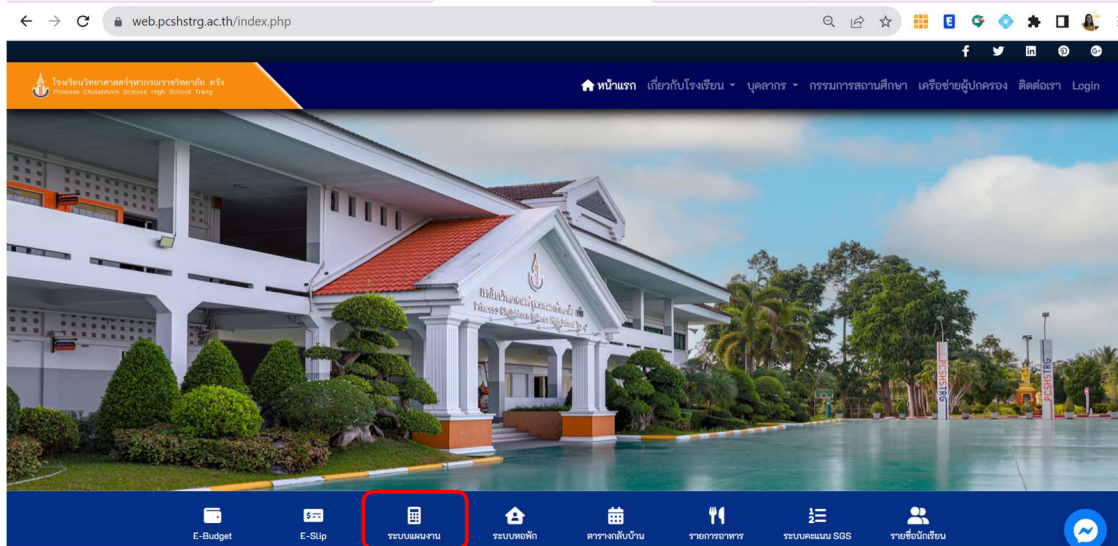 web.pcshstrg.ac.th/index.php
โรงเรียนวิทยาศาสตร์จุฬาภรณราชวิทยาลัย ตรัง
Princess Chulabhorn Science High School Trang
หน้าแรก เกี่ยวกับโรงเรียน บุคลากร กรรมการสถานศึกษา เครือข่ายผู้ปกครอง ติดต่อเรา Login
PCSHSTRG
PCSHSTRG
E-Budget E-Slip ระบบแผนงาน ระบบหอพัก ตารางกลับบ้าน รายการอาหาร ระบบคะแนน SGS รายชื่อนักเรียน